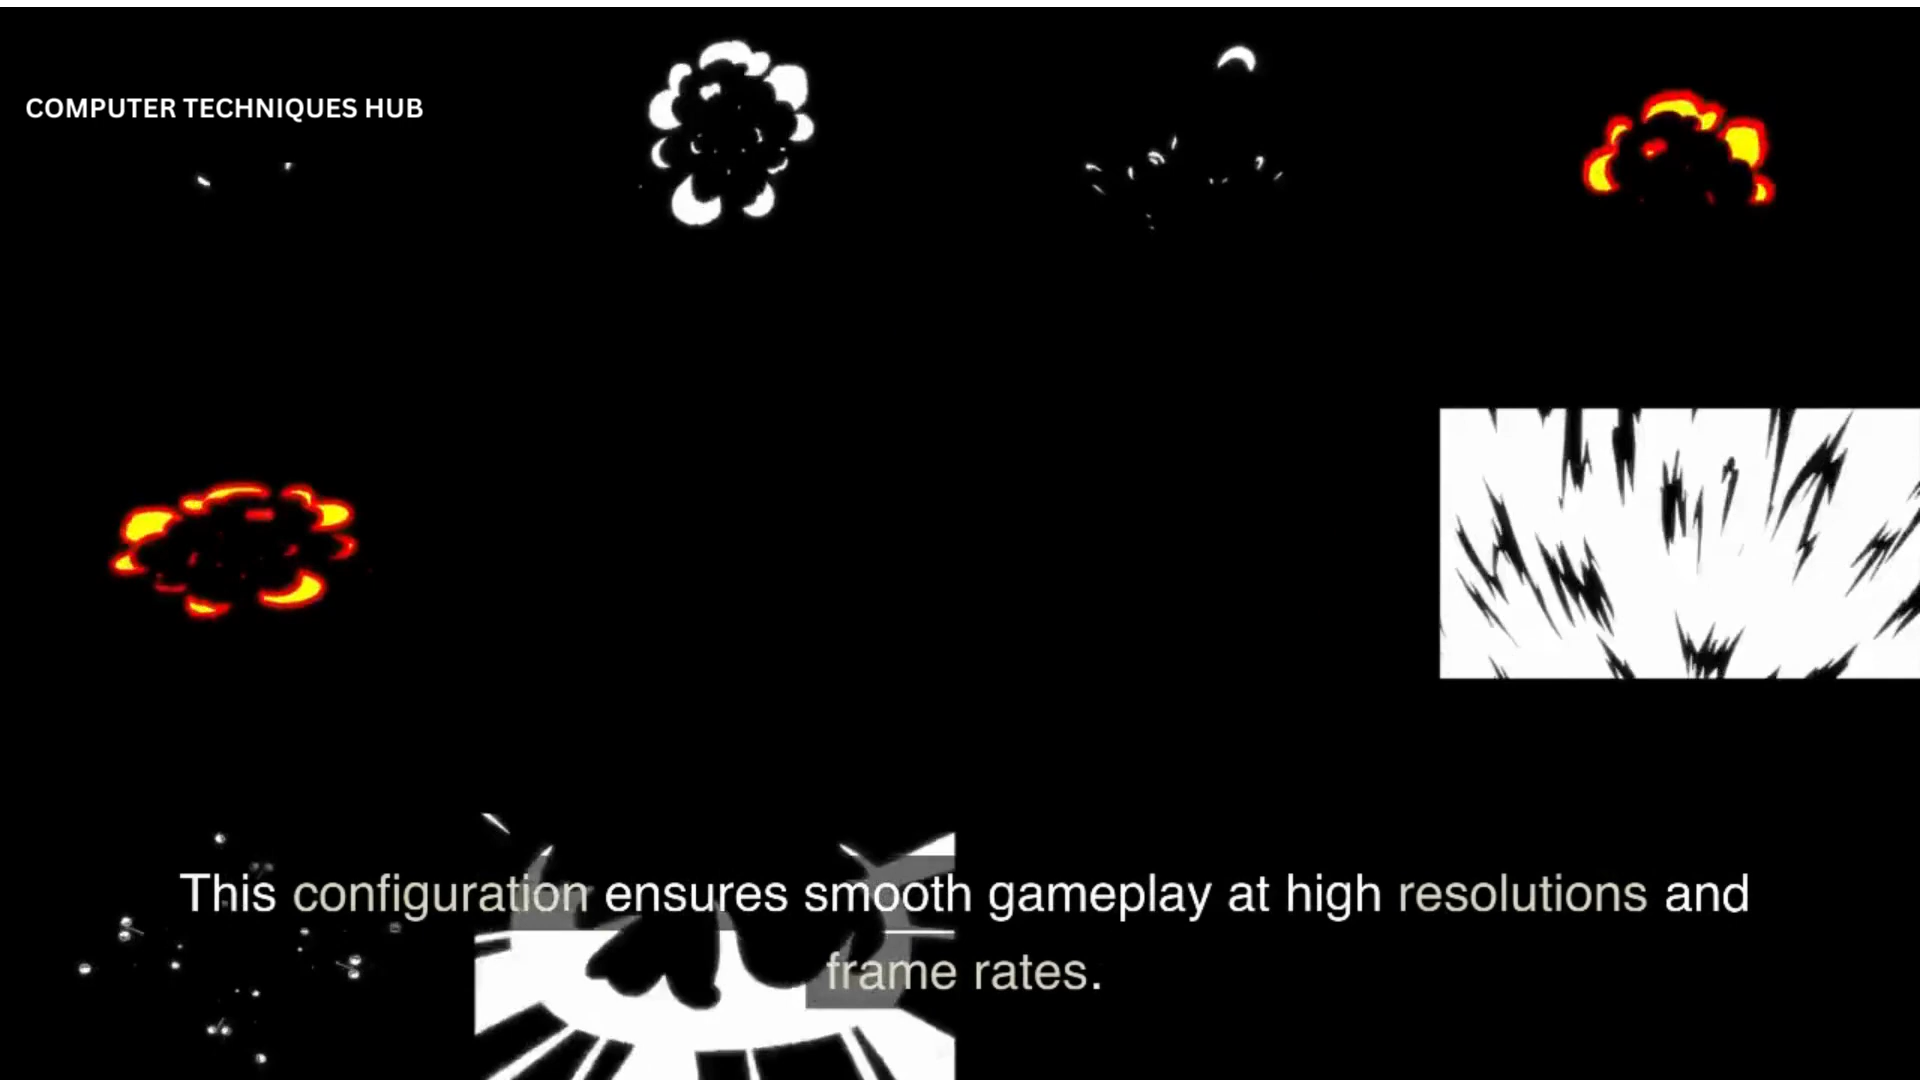 COMPUTER TECHNIQUES HUB
This configuration ensures smooth gameplay at high resolutions and
frame rates.